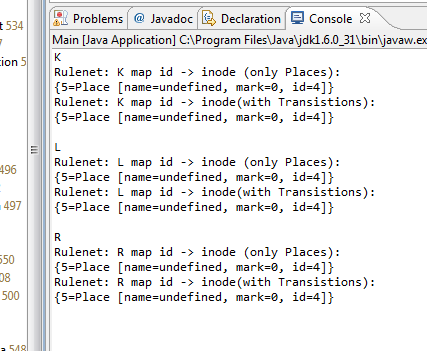 Problems @ Javadoc Declaration Console
Main [Java Application] C:\Program Files\Java\jdk1.6.0_31\bin\javaw.ex
K
Rulenet: K map id -> inode (only Places):
{5=Place [name=undefined, mark=0, id=4]}
Rulenet: K map id -> inode(with Transistions):
{5=Place [name=undefined, mark=0, id=4]}
L
Rulenet: L map id -> inode (only Places):
{5=Place [name=undefined, mark=0, id=4]}
Rulenet: L map id -> inode(with Transistions):
{5=Place [name=undefined, mark=0, id=4]}
R
Rulenet: R map id -> inode (only Places):
{5=Place [name=undefined, mark=0, id=4]}
Rulenet: R map id -> inode(with Transistions):
{5=Place [name=undefined, mark=0, id=4]}
t 534
tion 5
496
497
550
08
500
a 548